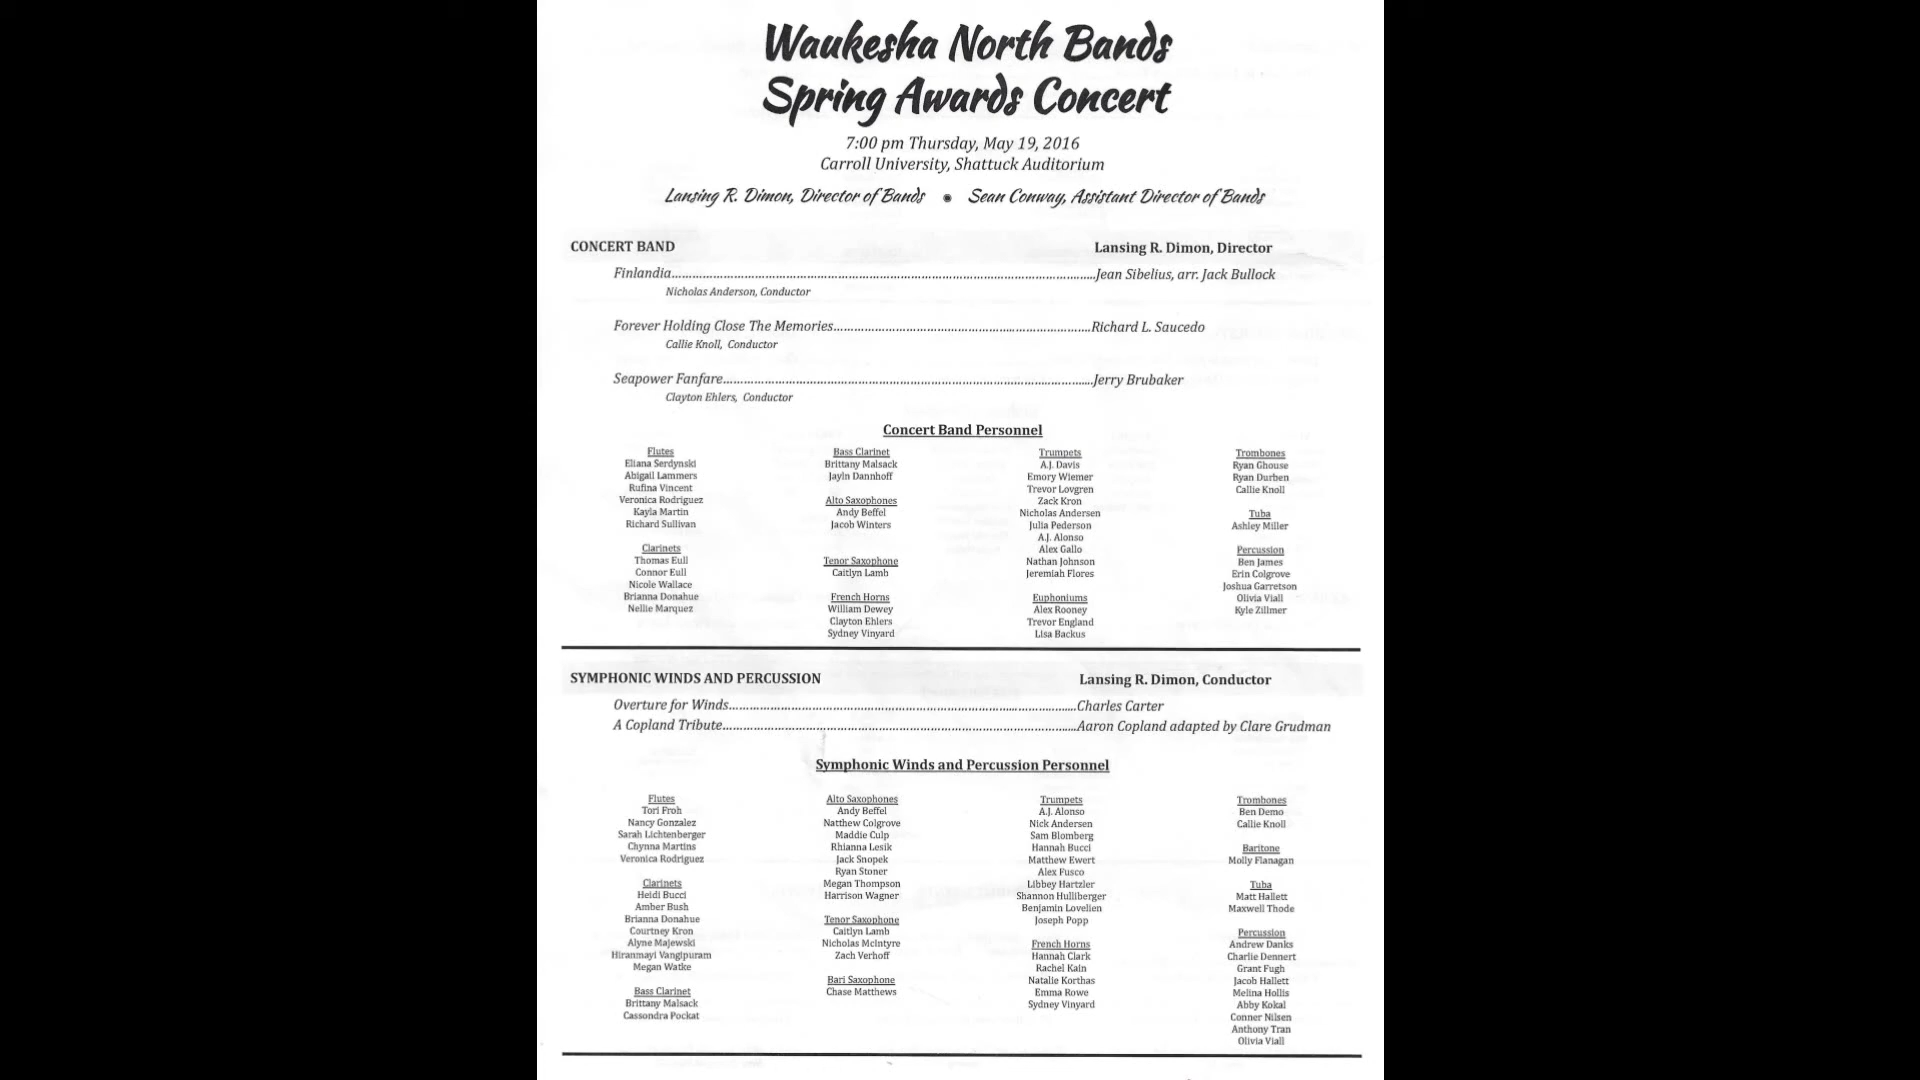 Waukesha North Bands
Spring Awards Concert
7:00 pm Thursday, May 19, 2016
Carroll University, Shattuck Auditorium
Lansing R. Dimon, Director of Bands ◉ Sean Conway, Assistant Director of Bands
CONCERT BAND Lansing R. Dimon, Director
Finlandia........Jean Sibelius, arr. Jack Bullock
Nicholas Anderson, Conductor
Forever Holding Close The Memories........Richard L. Saucedo
Callie Knoll, Conductor
Seapower Fanfare........Jerry Brubaker
Clayton Ehlers, Conductor
Concert Band Personnel
Flutes
Eliana Serdynski
Abigail Lammers
Rufina Vincent
Veronica Rodriguez
Kayla Martin
Richard Sullivan
Clarinets
Thomas Eull
Connor Eull
Nicole Wallace
Brianna Donahue
Nellie Marquez
Bass Clarinet
Brittany Malsack
Jayln Dannhoff
Alto Saxophones
Andy Beffel
Jacob Winters
Tenor Saxophone
Caitlyn Lamb
French Horns
William Dewey
Clayton Ehlers
Sydney Vinyard
Trumpets
A.J. Davis
Emory Wiemer
Trevor Lovgren
Zack Kron
Nicholas Andersen
Julia Pederson
A.J. Alonso
Alex Gallo
Nathan Johnson
Jeremiah Flores
Euphoniums
Alex Rooney
Trevor England
Lisa Backus
Trombones
Ryan Ghouse
Ryan Durben
Callie Knoll
Tuba
Ashley Miller
Percussion
Ben James
Erin Colgrove
Joshua Garretson
Olivia Viall
Kyle Zillmer
SYMPHONIC WINDS AND PERCUSSION Lansing R. Dimon, Conductor
Overture for Winds........Charles Carter
A Copland Tribute........Aaron Copland adapted by Clare Grudman
Symphonic Winds and Percussion Personnel
Flutes
Tori Froh
Nancy Gonzalez
Sarah Lichtenberger
Chynna Martins
Veronica Rodriguez
Clarinets
Heidi Bucci
Amber Bush
Brianna Donahue
Courtney Kron
Alyne Majewski
Hiranmayi Vangipuram
Megan Watke
Bass Clarinet
Brittany Malsack
Cassondra Pockat
Alto Saxophones
Andy Beffel
Natthew Colgrove
Maddie Culp
Rhianna Lesik
Jack Snopek
Ryan Stoner
Megan Thompson
Harrison Wagner
Tenor Saxophone
Caitlyn Lamb
Nicholas McIntyre
Zach Verhoff
Bari Saxophone
Chase Matthews
Trumpets
A.J. Alonso
Nick Andersen
Sam Blomberg
Hannah Bucci
Matthew Ewert
Alex Fusco
Libbey Hartzler
Shannon Hulliberger
Benjamin Lovelien
Joseph Popp
French Horns
Hannah Clark
Rachel Kain
Natalie Korthas
Emma Rowe
Sydney Vinyard
Trombones
Ben Demo
Callie Knoll
Baritone
Molly Flanagan
Tuba
Matt Hallett
Maxwell Thode
Percussion
Andrew Danks
Charlie Dennert
Grant Fugh
Jacob Hallett
Melina Hollis
Abby Kokal
Conner Nilsen
Anthony Tran
Olivia Viall